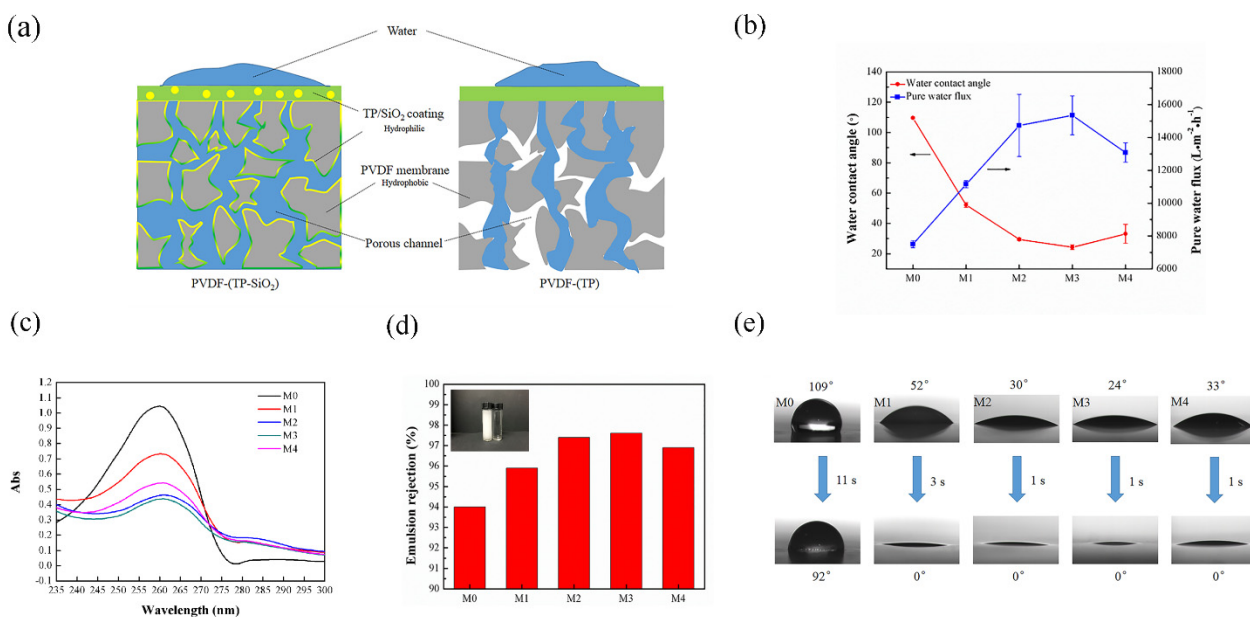 (a)
Water
TP/SiO₂ coating
Hydrophilic
PVDF membrane
Hydrophobic
Porous channel
PVDF-(TP-SiO₂)
PVDF-(TP)
(b)
Water contact angle
Pure water flux
140
120
100
80
60
40
20
Water contact angle (°)
18000
16000
14000
12000
10000
8000
6000
Pure water flux (L·m⁻²·h⁻¹)
M0 M1 M2 M3 M4
(c)
1.2
1.1
1.0
0.9
0.8
0.7
0.6
0.5
0.4
0.3
0.2
0.1
0.0
-0.1
Abs
M0
M1
M2
M3
M4
235 240 245 250 255 260 265 270 275 280 285 290 295 300
Wavelength (nm)
(d)
100
99
98
97
96
95
94
93
92
91
90
Emulsion rejection (%)
M0 M1 M2 M3 M4
(e)
109° 52° 30° 24° 33°
M0 M1 M2 M3 M4
11 s 3 s 1 s 1 s 1 s
92° 0° 0° 0° 0°